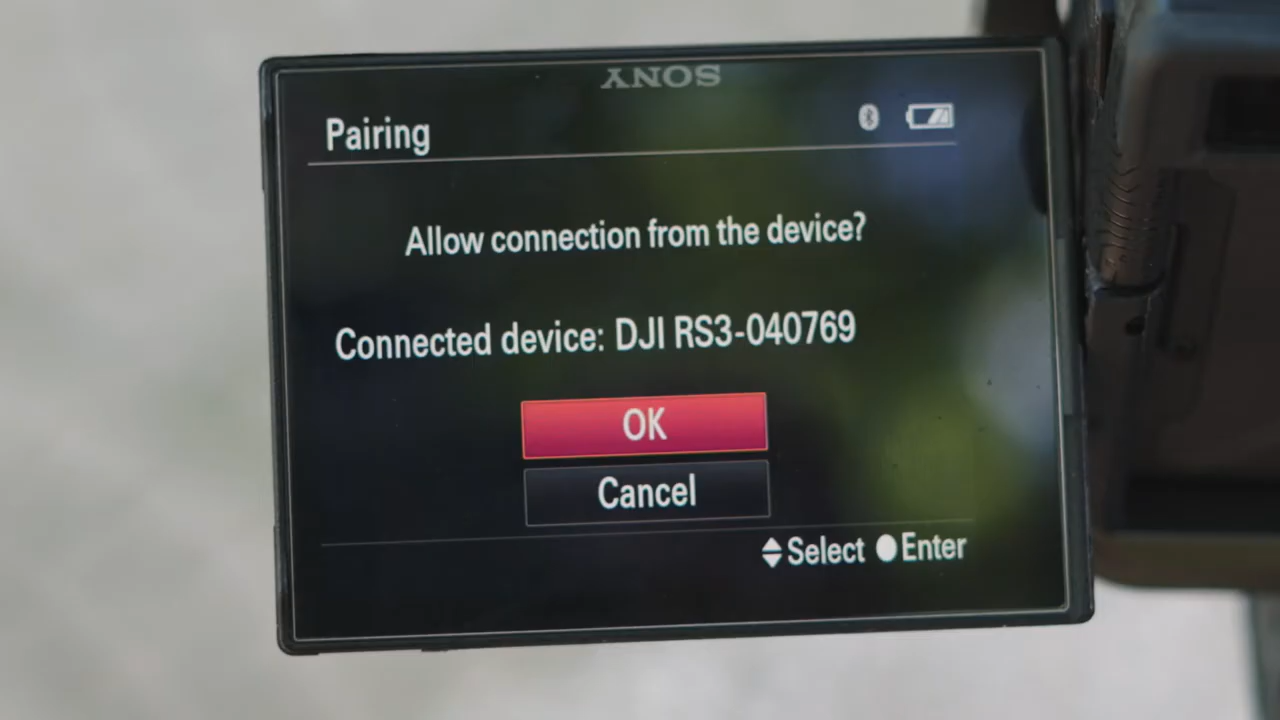 SONY
Pairing
Allow connection from the device?
Connected device: DJI RS3-040769
OK
Cancel
Select Enter